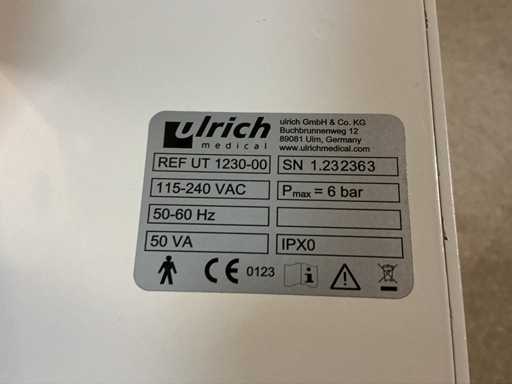 ulrich
medical
ulrich GmbH & Co. KG
Buchbrunnenweg 12
89081 Ulm, Germany
www.ulrichmedical.com
REF UT 1230-00
SN 1.232363
115-240 VAC
Pmax = 6 bar
50-60 Hz
50 VA
IPX0
CE 0123
i